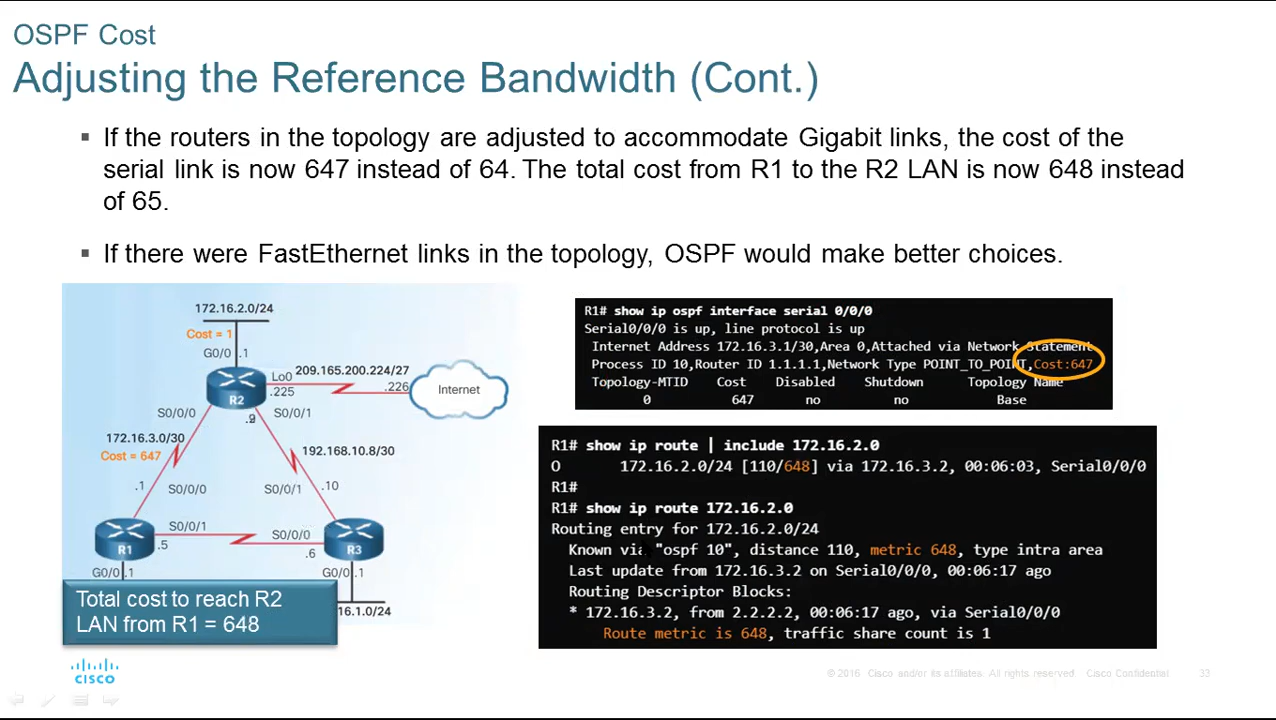 OSPF Cost
Adjusting the Reference Bandwidth (Cont.)
▪ If the routers in the topology are adjusted to accommodate Gigabit links, the cost of the
serial link is now 647 instead of 64. The total cost from R1 to the R2 LAN is now 648 instead
of 65.
▪ If there were FastEthernet links in the topology, OSPF would make better choices.
172.16.2.0/24
Cost = 1
G0/0 .1
Lo0
209.165.200.224/27
.225
.226
Internet
R2
S0/0/0
S0/0/1
172.16.3.0/30
Cost = 647
192.168.10.8/30
.1
S0/0/0
S0/0/1
.10
S0/0/1
S0/0/0
R1
.5
.6
R3
G0/0 .1
G0/0 .1
16.1.0/24
Total cost to reach R2
LAN from R1 = 648
R1# show ip ospf interface serial 0/0/0
Serial0/0/0 is up, line protocol is up
Internet Address 172.16.3.1/30,Area 0,Attached via Network Statement
Process ID 10,Router ID 1.1.1.1,Network Type POINT_TO_POINT,Cost:647
Topology-MTID Cost Disabled Shutdown Topology Name
0 647 no no Base
R1# show ip route | include 172.16.2.0
O 172.16.2.0/24 [110/648] via 172.16.3.2, 00:06:03, Serial0/0/0
R1#
R1# show ip route 172.16.2.0
Routing entry for 172.16.2.0/24
Known via "ospf 10", distance 110, metric 648, type intra area
Last update from 172.16.3.2 on Serial0/0/0, 00:06:17 ago
Routing Descriptor Blocks:
* 172.16.3.2, from 2.2.2.2, 00:06:17 ago, via Serial0/0/0
Route metric is 648, traffic share count is 1
CISCO
© 2016 Cisco and/or its affiliates. All rights reserved. Cisco Confidential 33